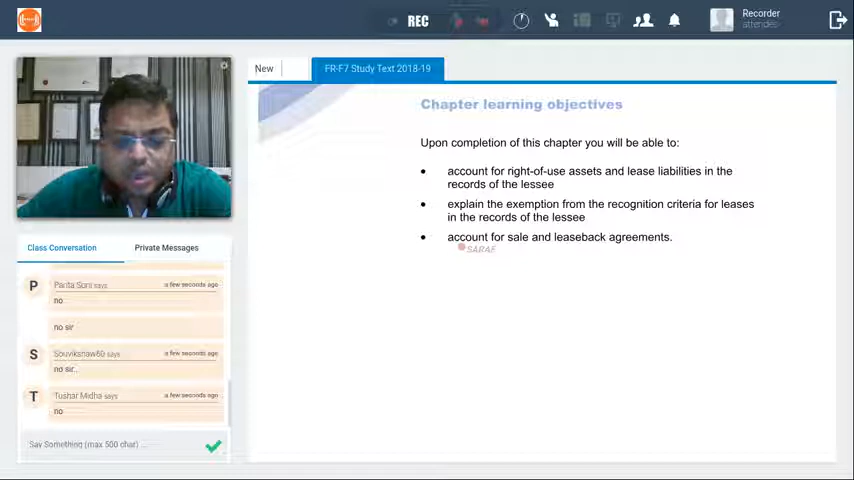 REC
Recorder
attendee
New
FR-F7 Study Text 2018-19
Chapter learning objectives
Upon completion of this chapter you will be able to:
• account for right-of-use assets and lease liabilities in the
records of the lessee
• explain the exemption from the recognition criteria for leases
in the records of the lessee
• account for sale and leaseback agreements.
SARAF
Class Conversation
Private Messages
P
Parita Soni says
a few seconds ago
no
no sir
S
Souvikshaw60 says
a few seconds ago
no sir..
T
Tushar Midha says
a few seconds ago
no
Say Something (max 500 char) ......